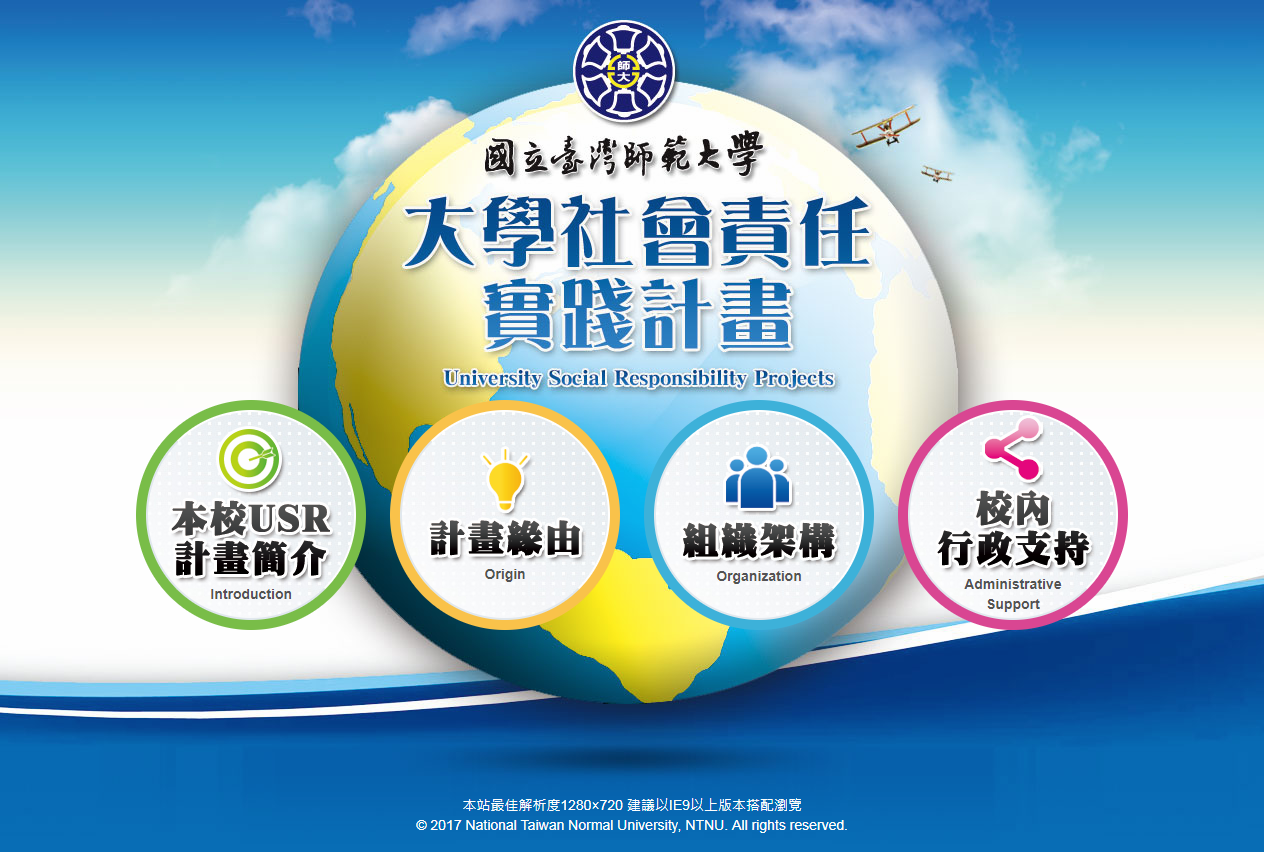 師大
國立臺灣師範大學
大學社會責任
實踐計畫
University Social Responsibility Projects
本校USR
計畫簡介
Introduction
計畫緣由
Origin
組織架構
Organization
校內
行政支持
Administrative
Support
本站最佳解析度1280×720 建議以IE9以上版本搭配瀏覽
© 2017 National Taiwan Normal University, NTNU. All rights reserved.